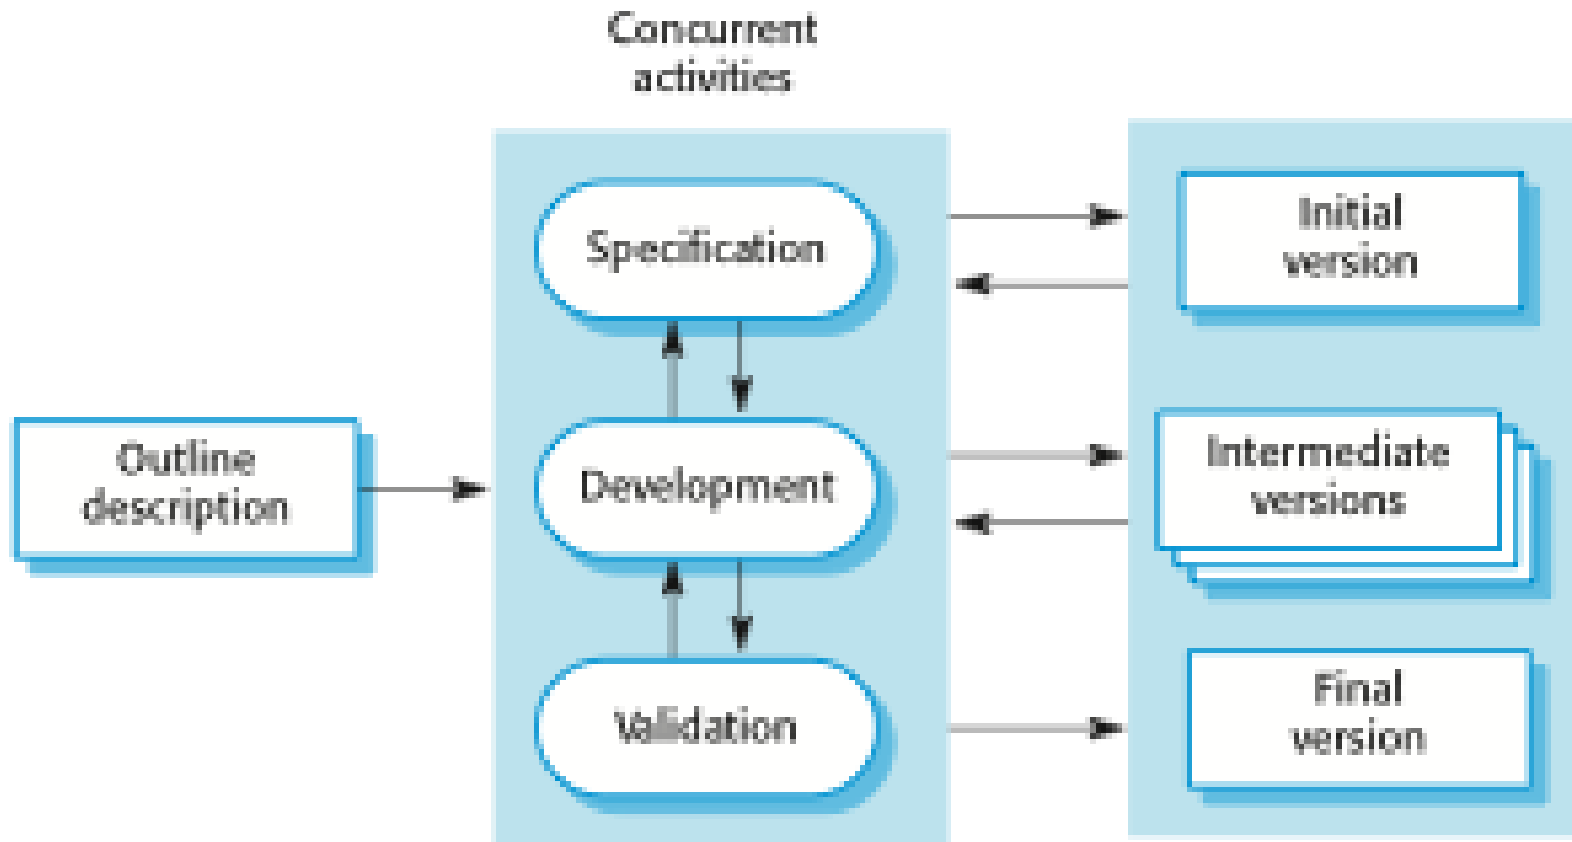 Concurrent
activities
Specification
Initial
version
Outline
description
Development
Intermediate
versions
Validation
Final
version